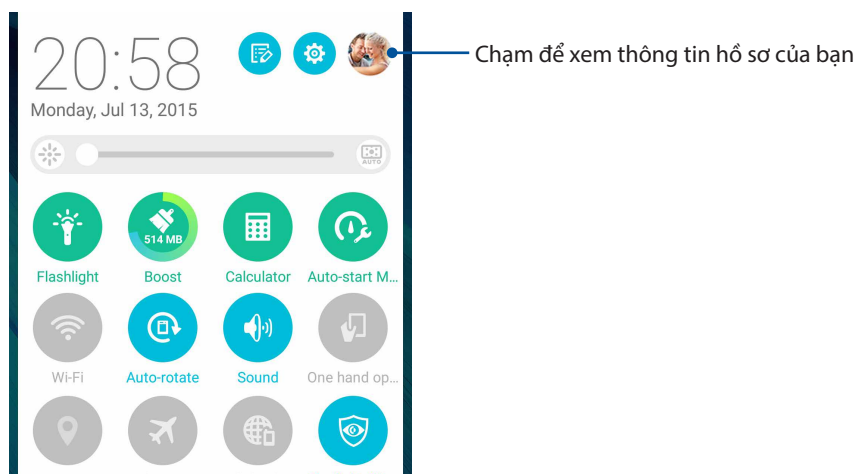 20:58
Chạm để xem thông tin hồ sơ của bạn
Monday, Jul 13, 2015
AUTO
514 MB
Flashlight Boost Calculator Auto-start M...
Wi-Fi Auto-rotate Sound One hand op...